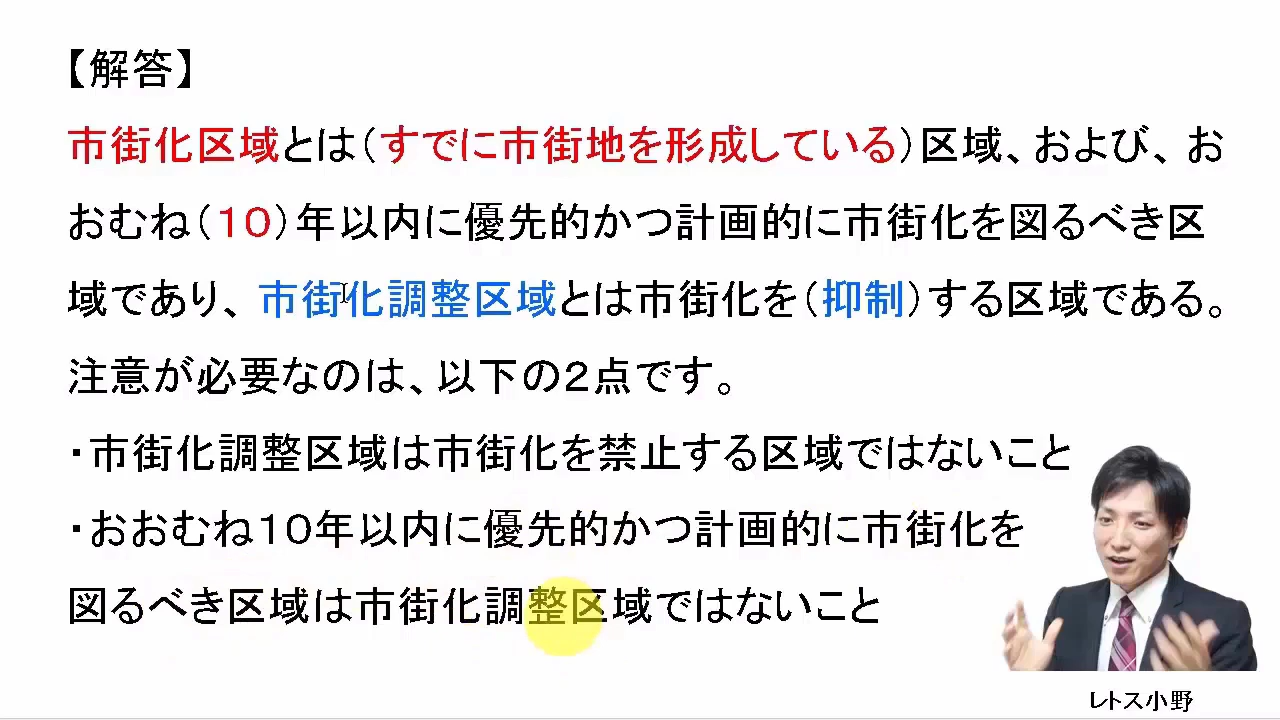 【解答】
市街化区域とは（すでに市街地を形成している）区域、および、お
おむね（１０）年以内に優先的かつ計画的に市街化を図るべき区
域であり、市街化調整区域とは市街化を（抑制）する区域である。
注意が必要なのは、以下の２点です。
・市街化調整区域は市街化を禁止する区域ではないこと
・おおむね１０年以内に優先的かつ計画的に市街化を
図るべき区域は市街化調整区域ではないこと
レトス小野